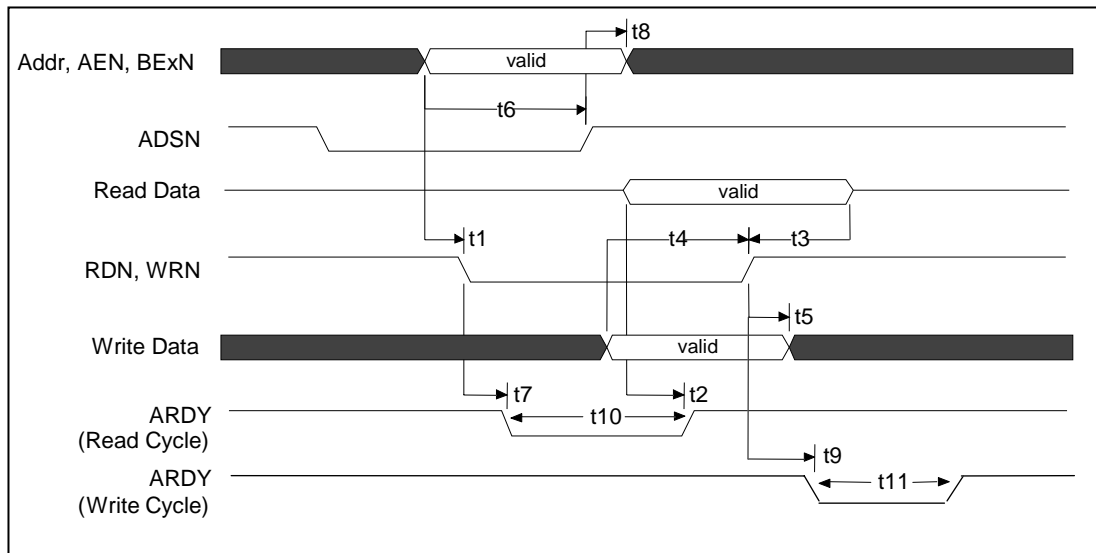 t8
Addr, AEN, BExN
valid
t6
ADSN
Read Data
valid
t1
t4
t3
RDN, WRN
t5
Write Data
valid
t7
t2
ARDY
t10
(Read Cycle)
t9
ARDY
t11
(Write Cycle)